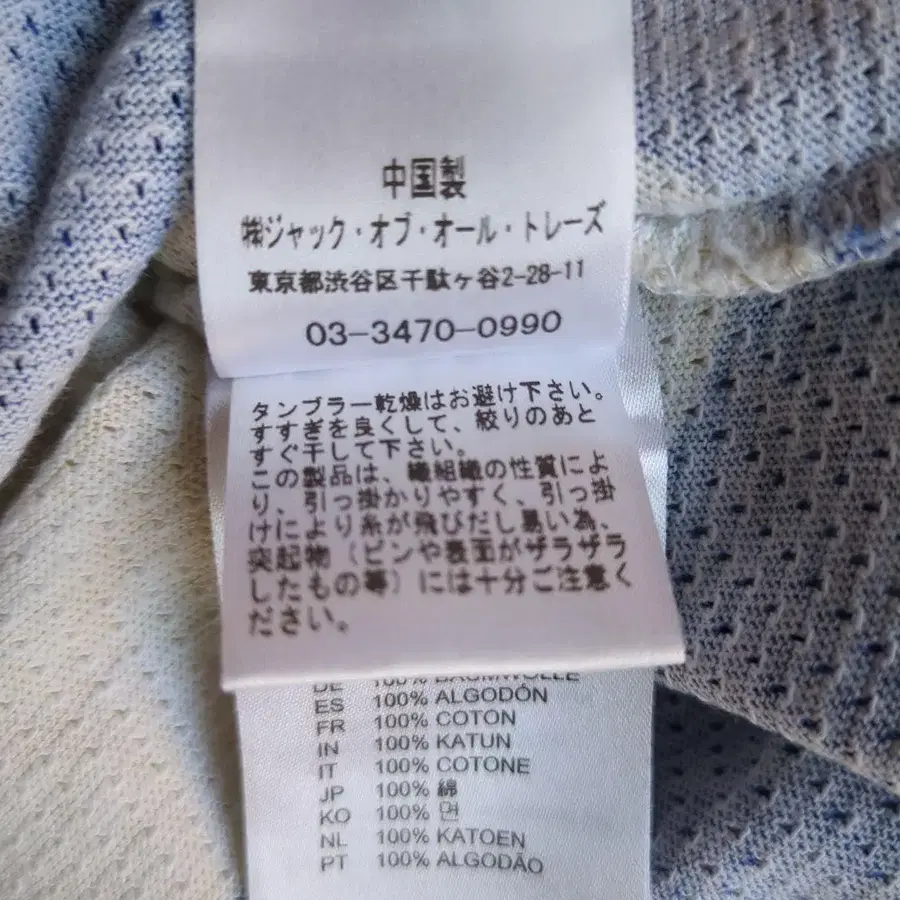 中国製
㈱ジャック・オブ・オール・トレーズ
東京都渋谷区千駄ヶ谷2-28-11
03-3470-0990
タンブラー乾燥はお避け下さい。
すすぎを良くして、絞りのあと
すぐ干して下さい。
この製品は、繊組織の性質によ
り、引っ掛かりやすく、引っ掛
けにより糸が飛びだし易い為、
突起物（ピンや表面がザラザラ
したもの等）には十分ご注意く
ださい。
DE 100% BAUMWOLLE
ES 100% ALGODÓN
FR 100% COTON
IN 100% KATUN
IT 100% COTONE
JP 100% 綿
KO 100% 면
NL 100% KATOEN
PT 100% ALGODÃO